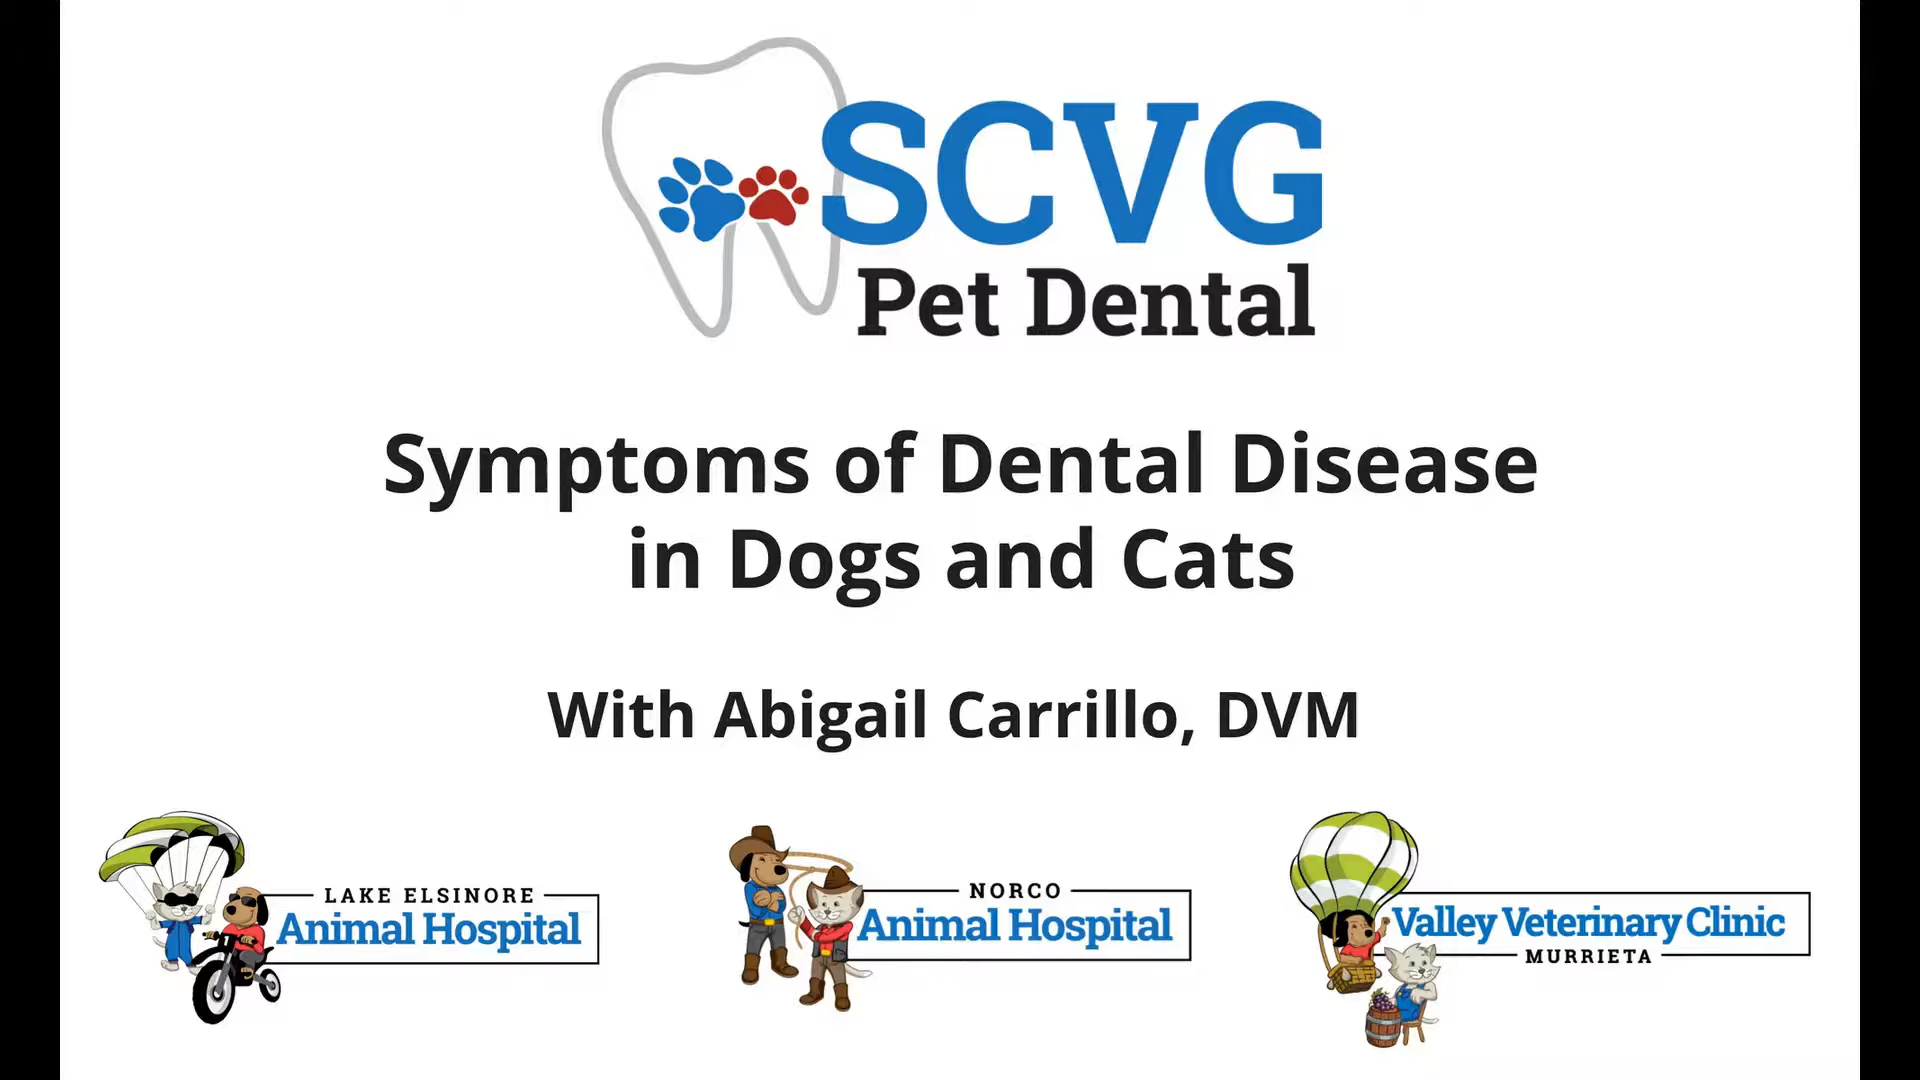 SCVG
Pet Dental
Symptoms of Dental Disease
in Dogs and Cats
With Abigail Carrillo, DVM
LAKE ELSINORE
Animal Hospital
NORCO
Animal Hospital
Valley Veterinary Clinic
MURRIETA